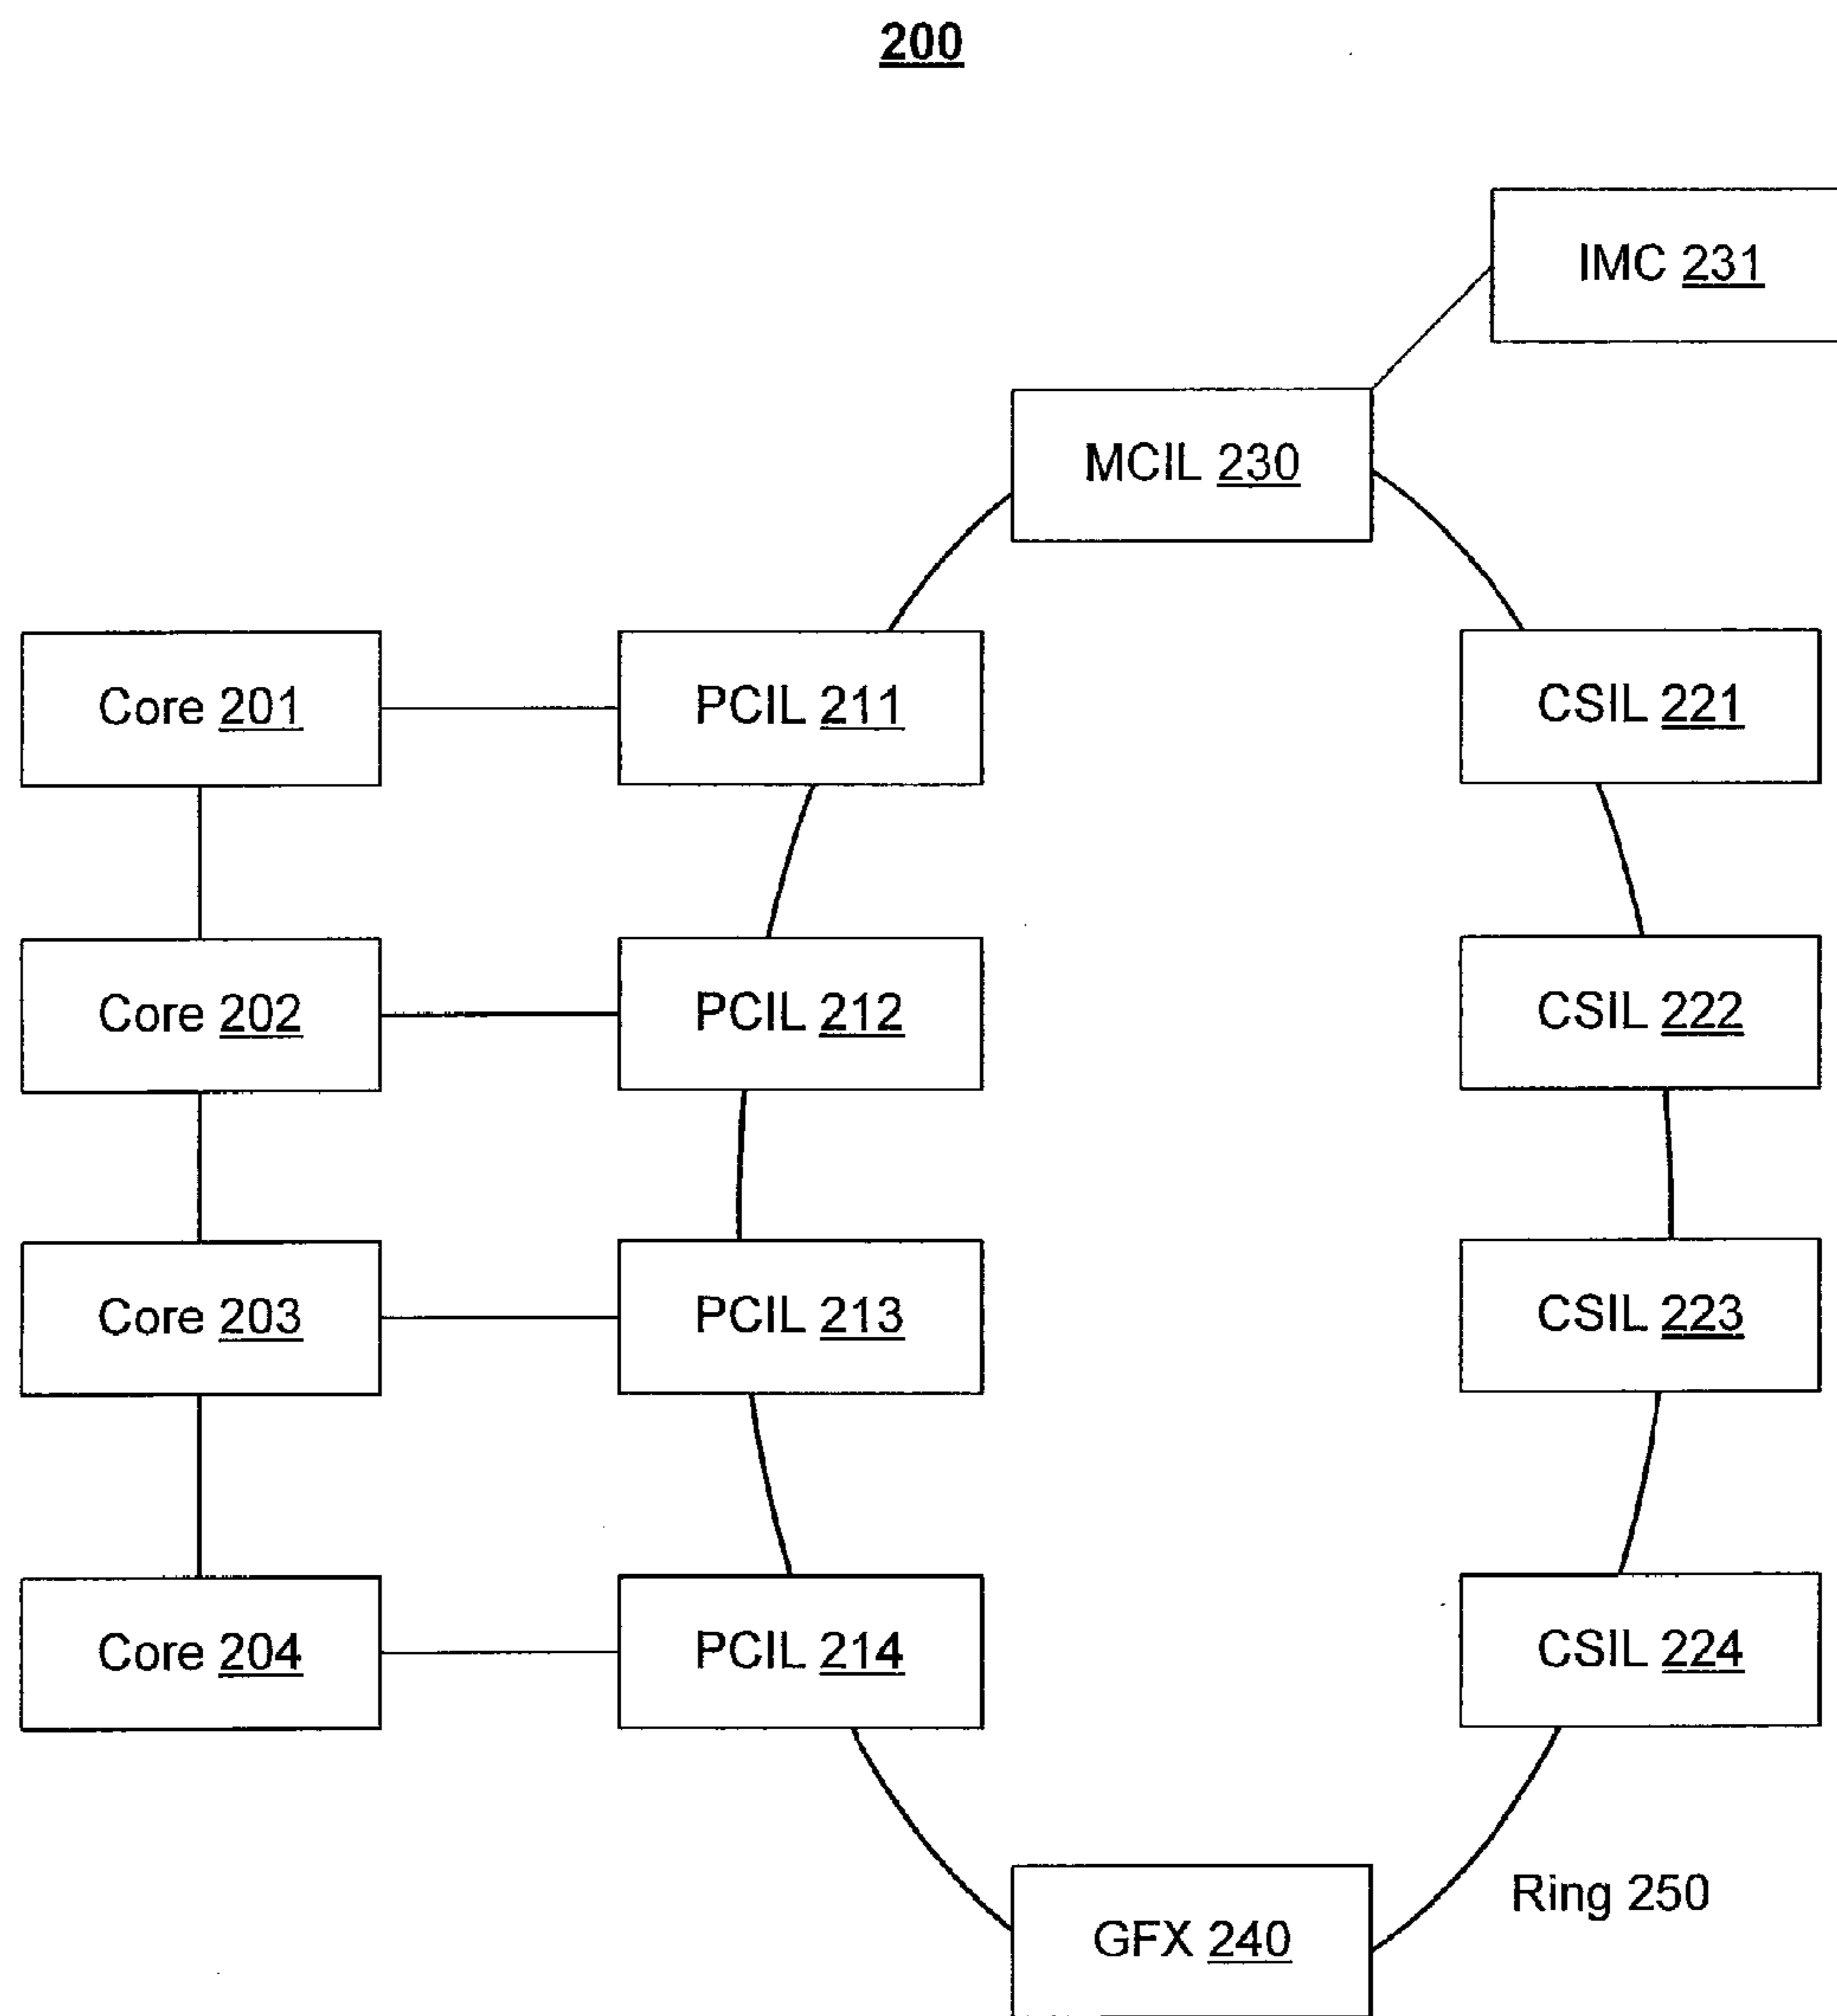 200
IMC 231
MCIL 230
Core 201
PCIL 211
CSIL 221
Core 202
PCIL 212
CSIL 222
Core 203
PCIL 213
CSIL 223
Core 204
PCIL 214
CSIL 224
Ring 250
GFX 240